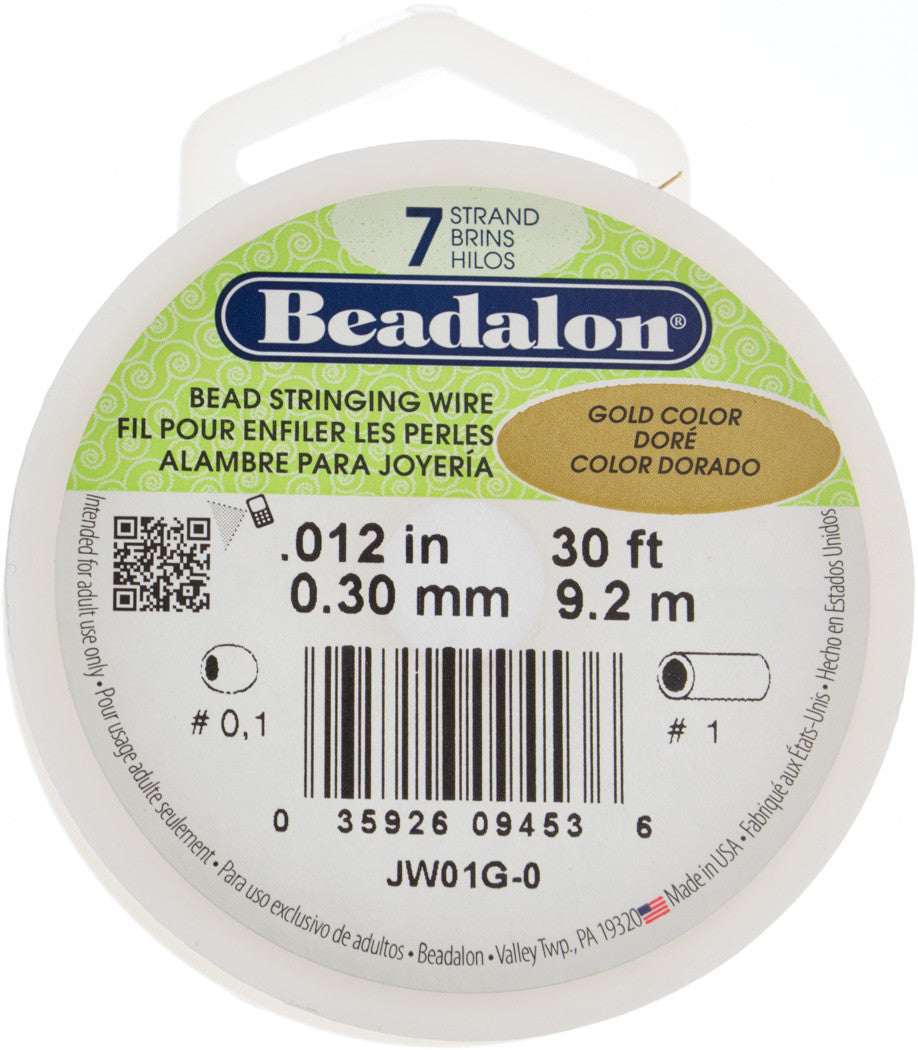 7 STRAND
BRINS
HILOS
Beadalon®
BEAD STRINGING WIRE
FIL POUR ENFILER LES PERLES
ALAMBRE PARA JOYERÍA
GOLD COLOR
DORÉ
COLOR DORADO
.012 in 30 ft
0.30 mm 9.2 m
# 0,1
# 1
0 35926 09453 6
JW01G-0
Intended for adult use only • Pour usage adulte seulement • Para uso exclusivo de adultos • Beadalon • Valley Twp., PA 19320 Made in USA • Fabriqué aux États-Unis • Hecho en Estados Unidos